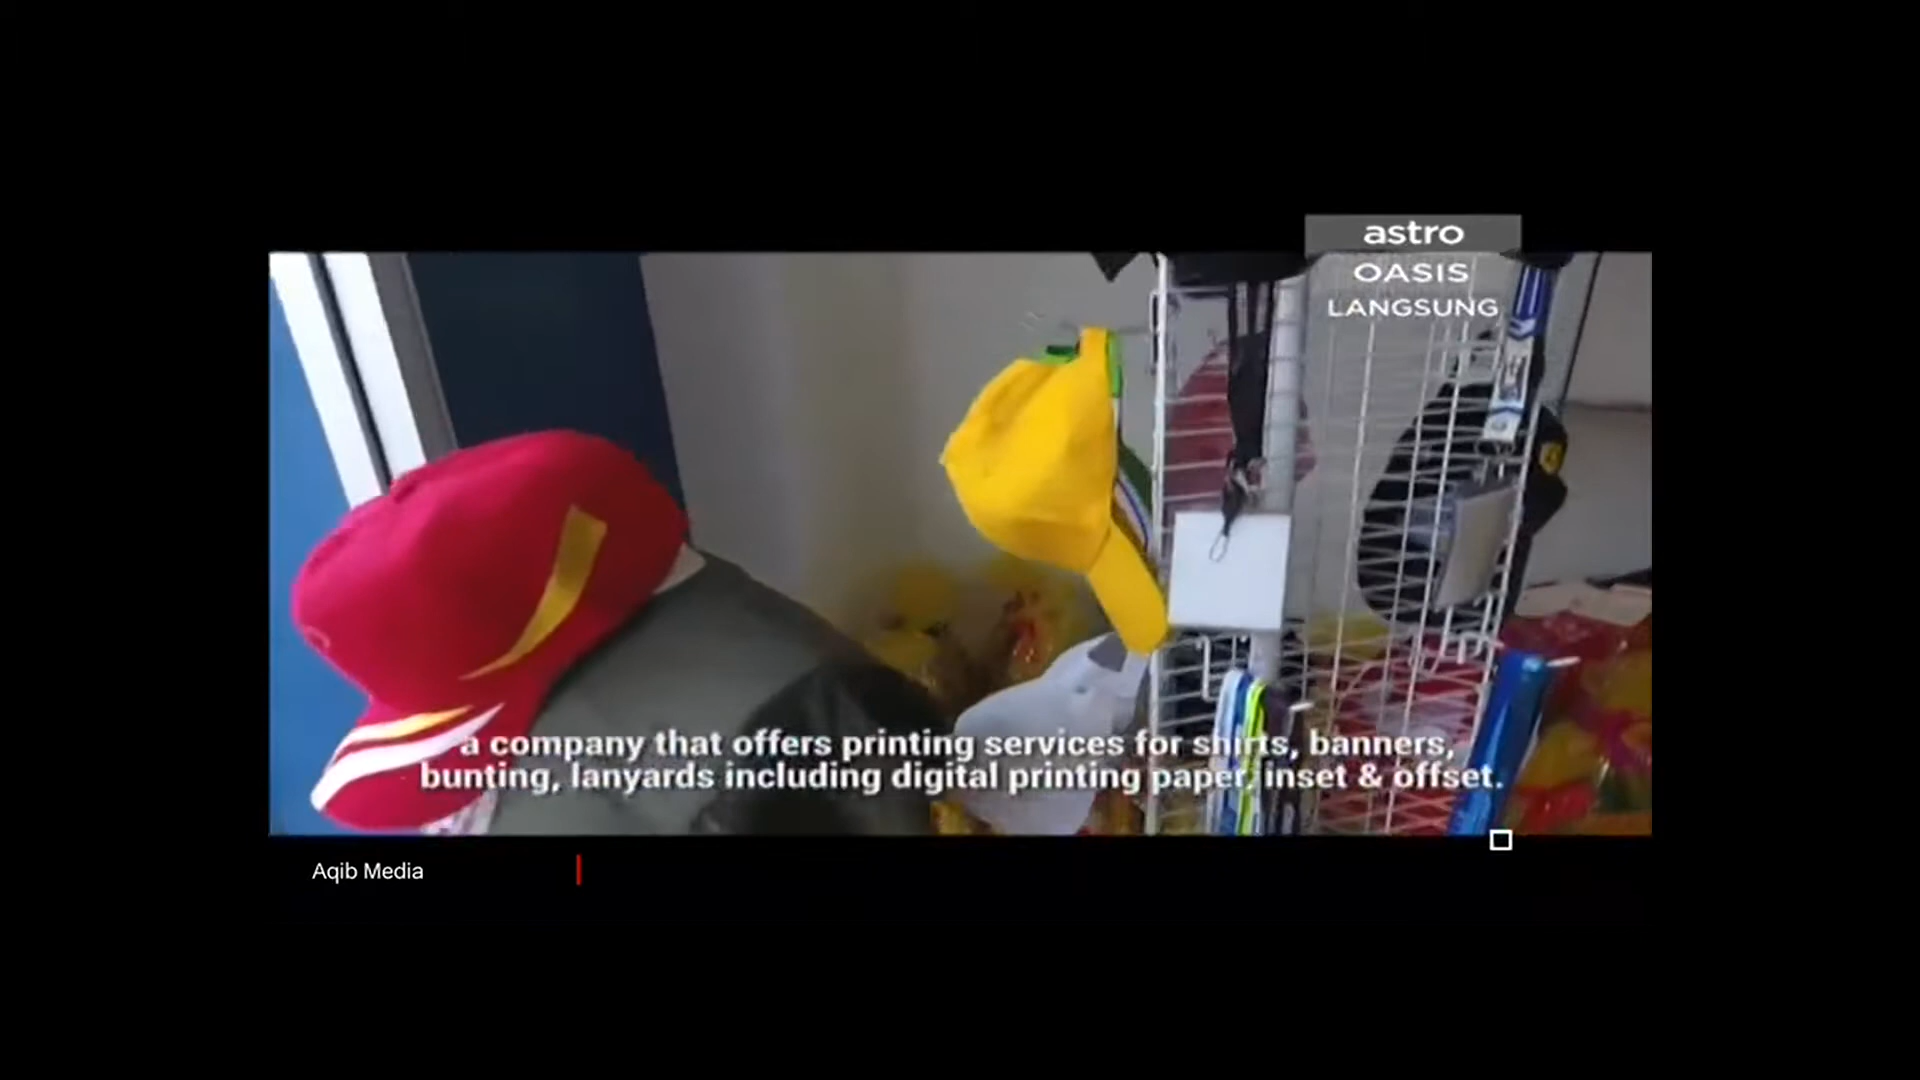 astro
OASIS
LANGSUNG
a company that offers printing services for shirts, banners,
bunting, lanyards including digital printing paper, inset & offset.
Aqib Media